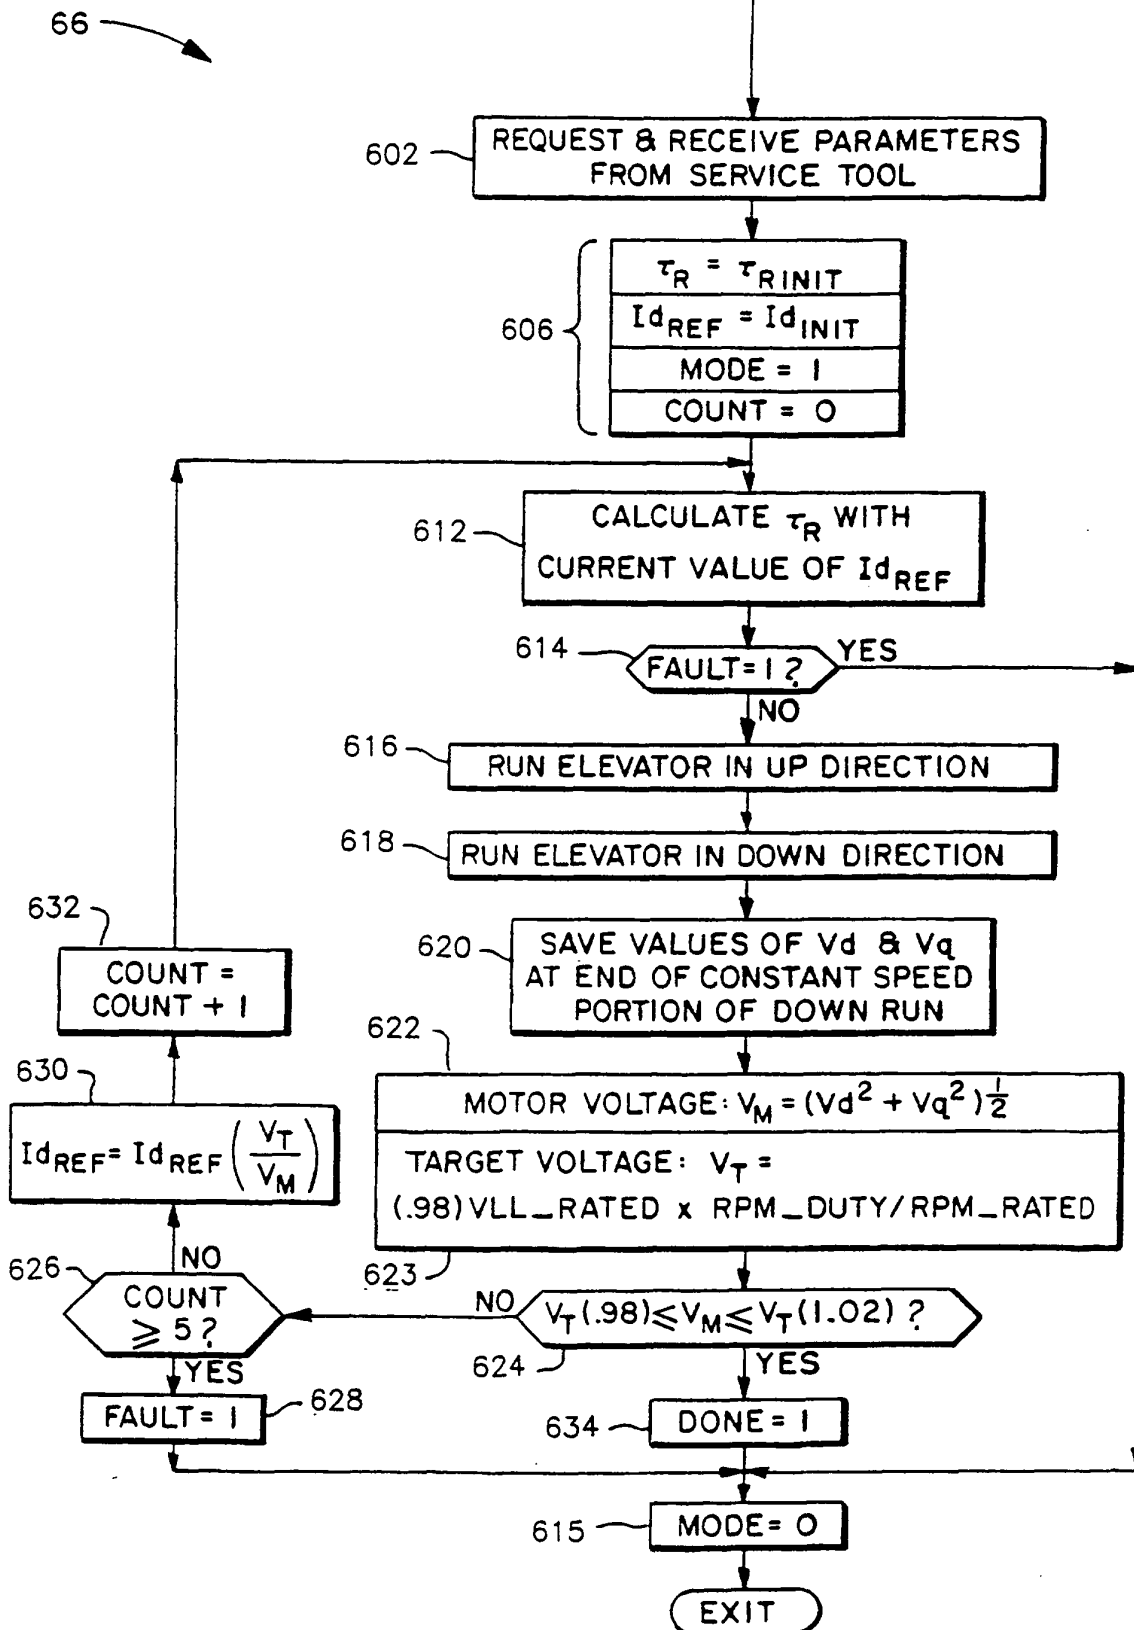 66
602
REQUEST & RECEIVE PARAMETERS
FROM SERVICE TOOL
606
τR = τRINIT
IdREF = IdINIT
MODE = 1
COUNT = 0
612
CALCULATE τR WITH
CURRENT VALUE OF IdREF
614
FAULT=1?
YES
NO
616
RUN ELEVATOR IN UP DIRECTION
618
RUN ELEVATOR IN DOWN DIRECTION
620
SAVE VALUES OF Vd & Vq
AT END OF CONSTANT SPEED
PORTION OF DOWN RUN
622
MOTOR VOLTAGE: VM = (Vd² + Vq²)½
TARGET VOLTAGE: VT =
(.98) VLL_RATED x RPM_DUTY/RPM_RATED
623
VT(.98)≤VM≤VT(1.02)?
624
NO
YES
626
COUNT
≥ 5?
NO
YES
630
IdREF = IdREF (VT/VM)
632
COUNT =
COUNT + 1
628
FAULT = 1
634
DONE = 1
615
MODE = 0
EXIT